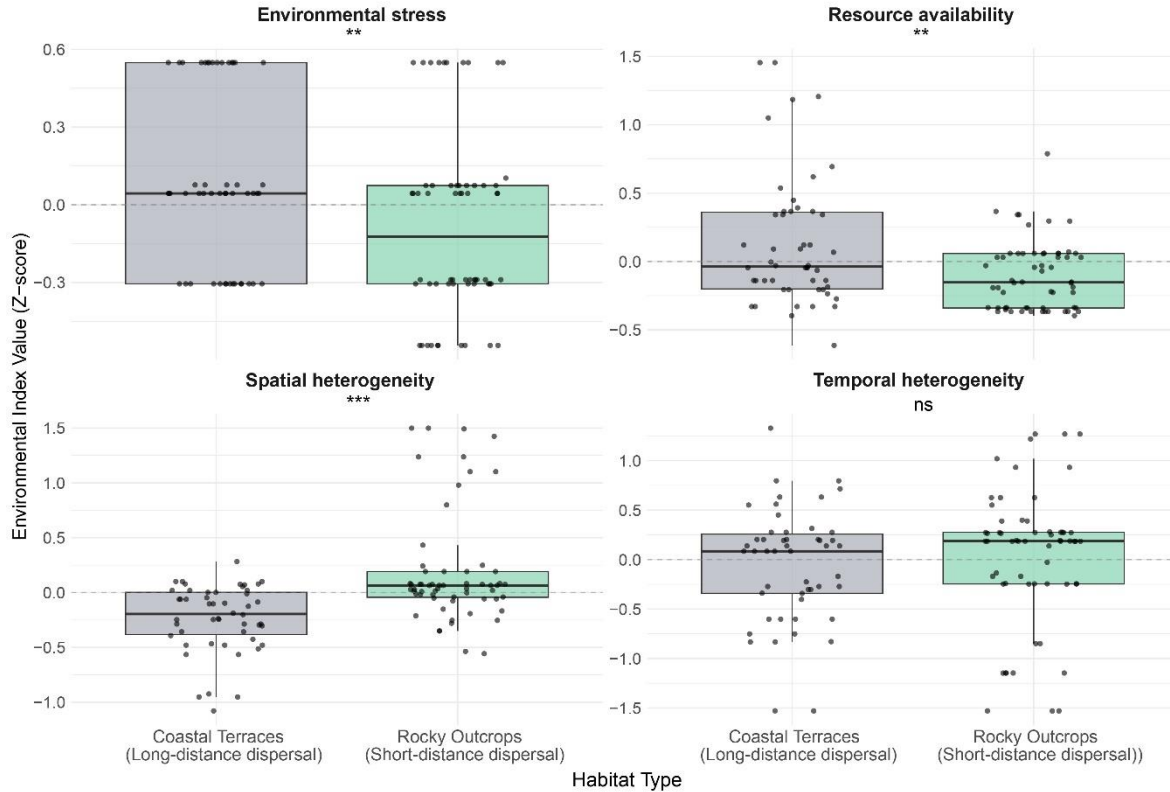 Environmental stress
**
Resource availability
**
0.6
0.3
0.0
−0.3
1.5
1.0
0.5
0.0
−0.5
Environmental Index Value (Z−score)
Spatial heterogeneity
***
Temporal heterogeneity
ns
1.5
1.0
0.5
0.0
−0.5
−1.0
1.0
0.5
0.0
−0.5
−1.0
−1.5
Coastal Terraces
(Long-distance dispersal)
Rocky Outcrops
(Short-distance dispersal)
Coastal Terraces
(Long-distance dispersal)
Rocky Outcrops
(Short-distance dispersal))
Habitat Type